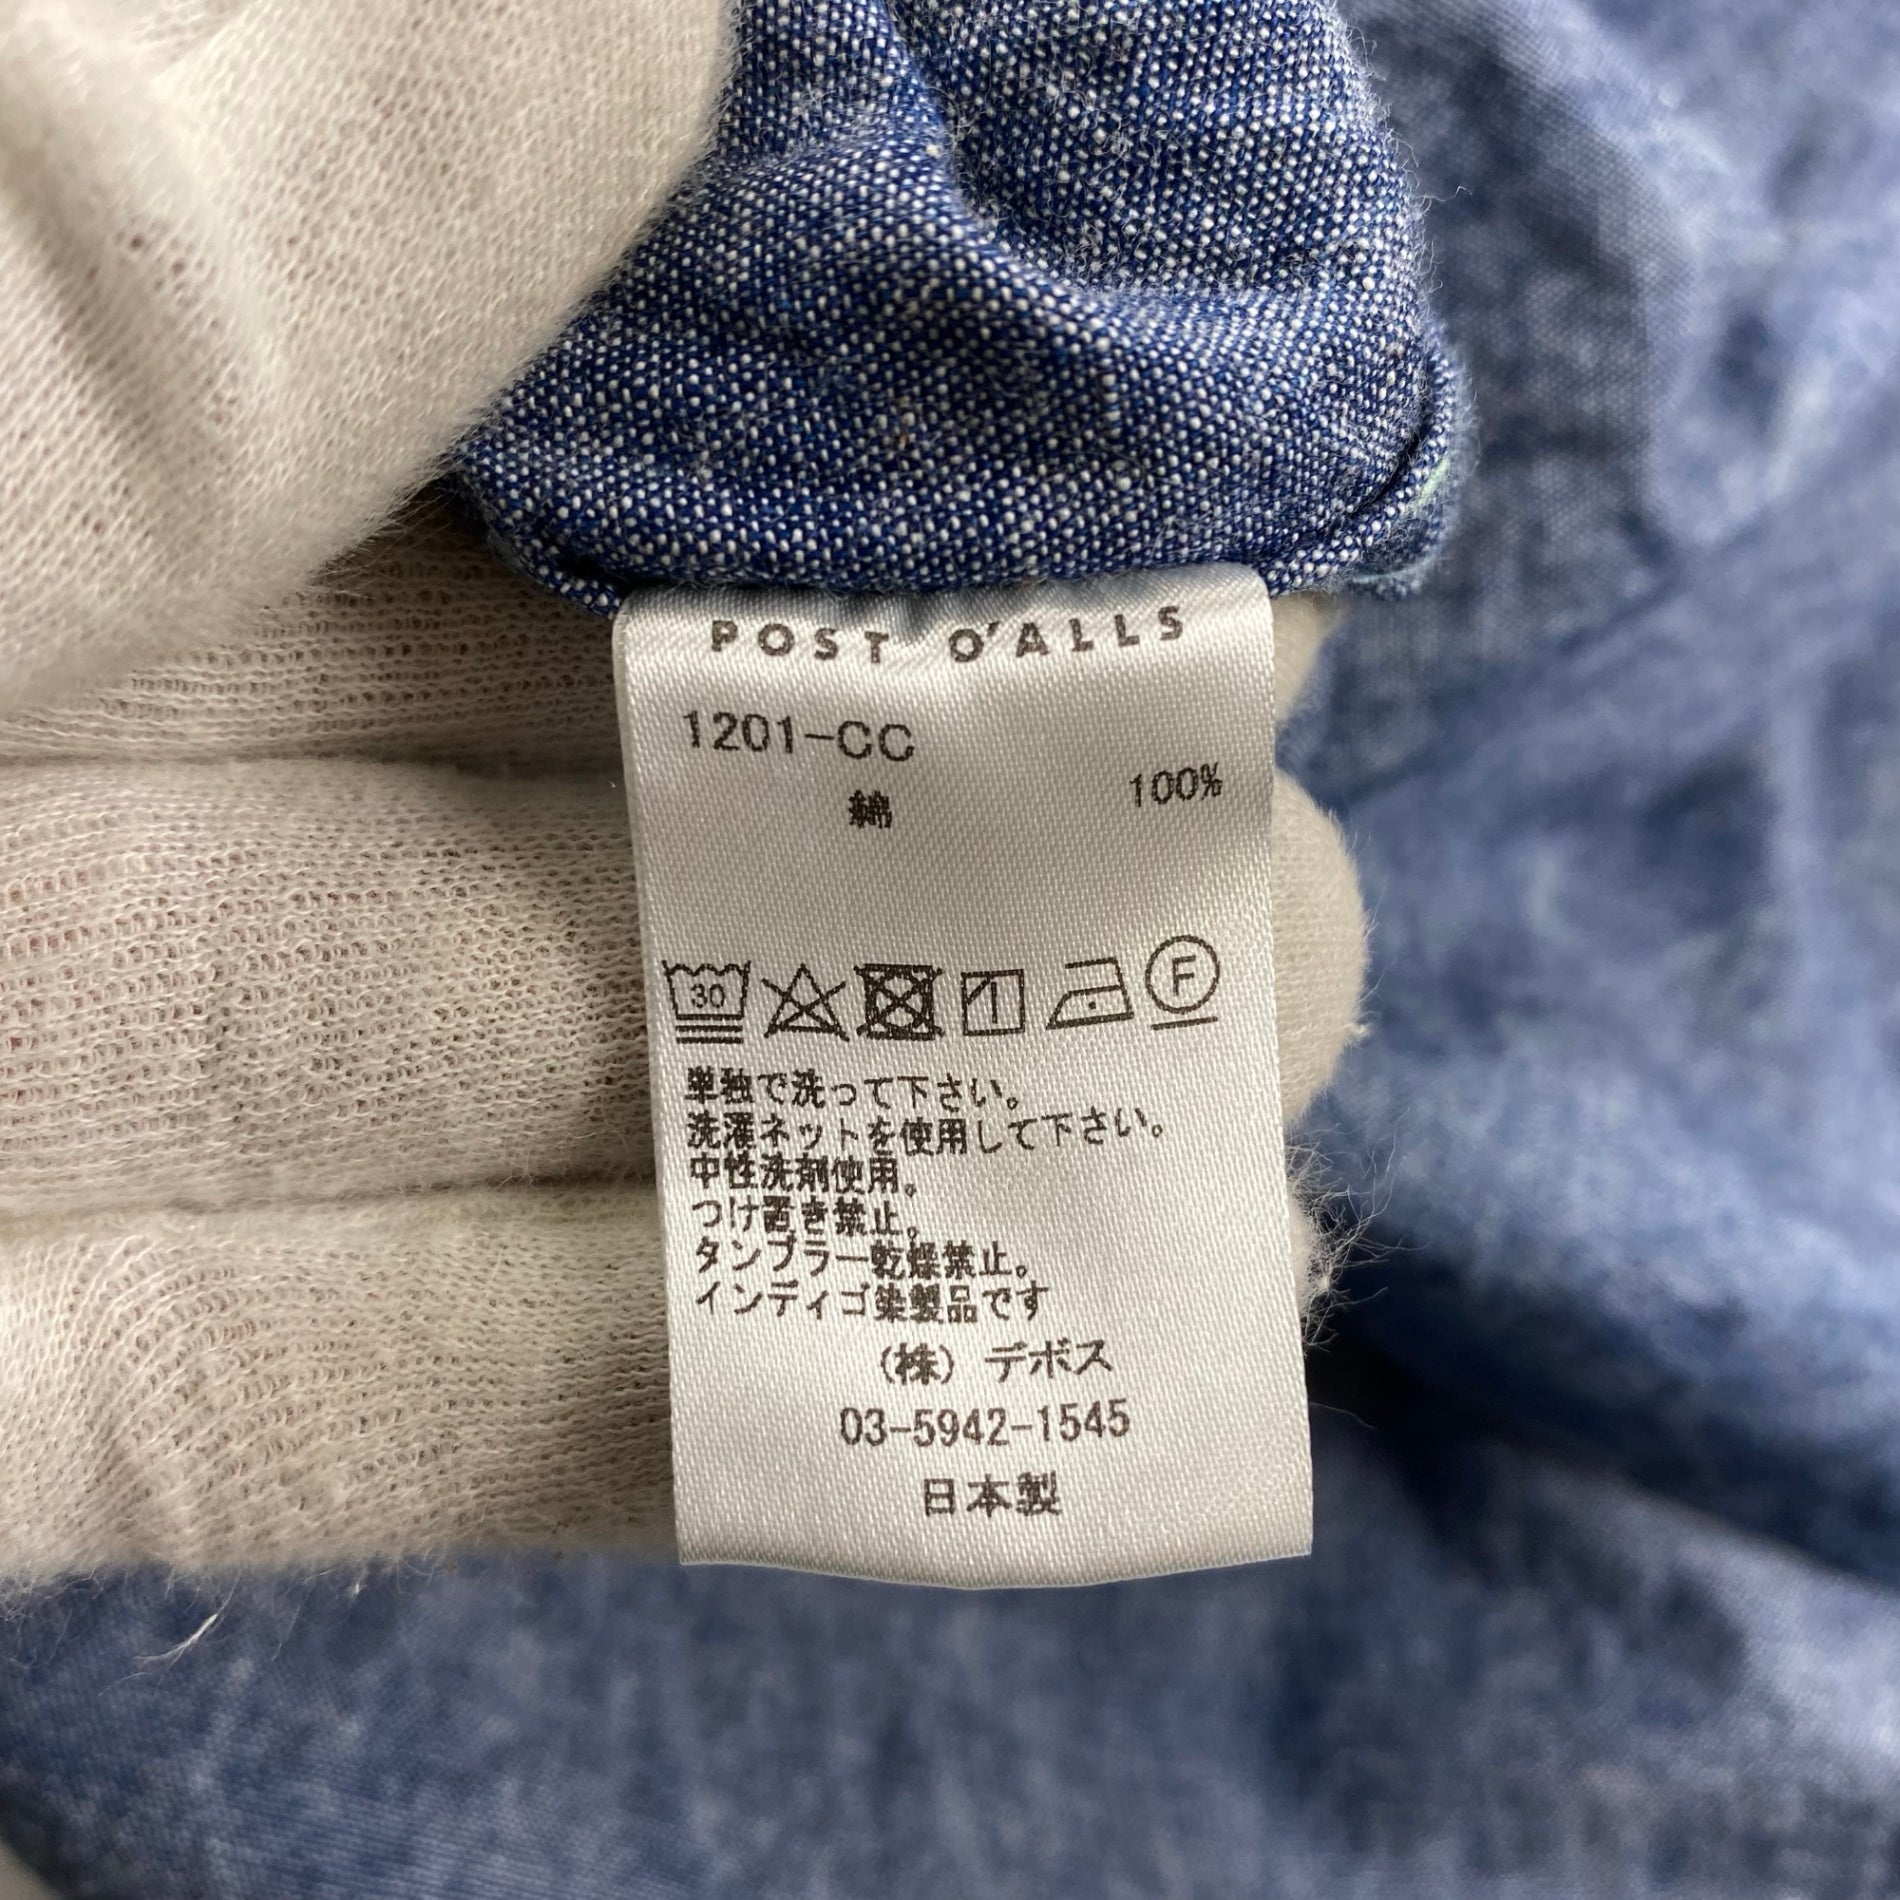 POST O'ALLS
1201-CC
綿 100%
30 F
単独で洗って下さい。
洗濯ネットを使用して下さい。
中性洗剤使用。
つけ置き禁止。
タンブラー乾燥禁止。
インディゴ染製品です
(株) デボス
03-5942-1545
日本製